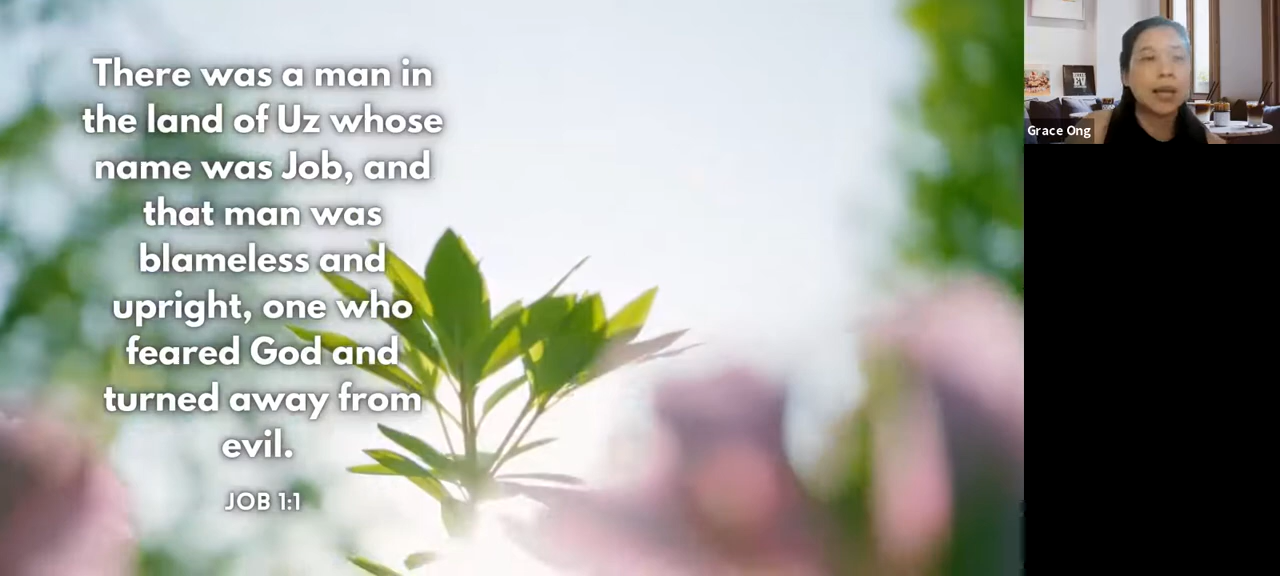 There was a man in
the land of Uz whose
name was Job, and
that man was
blameless and
upright, one who
feared God and
turned away from
evil.
JOB 1:1
Grace Ong